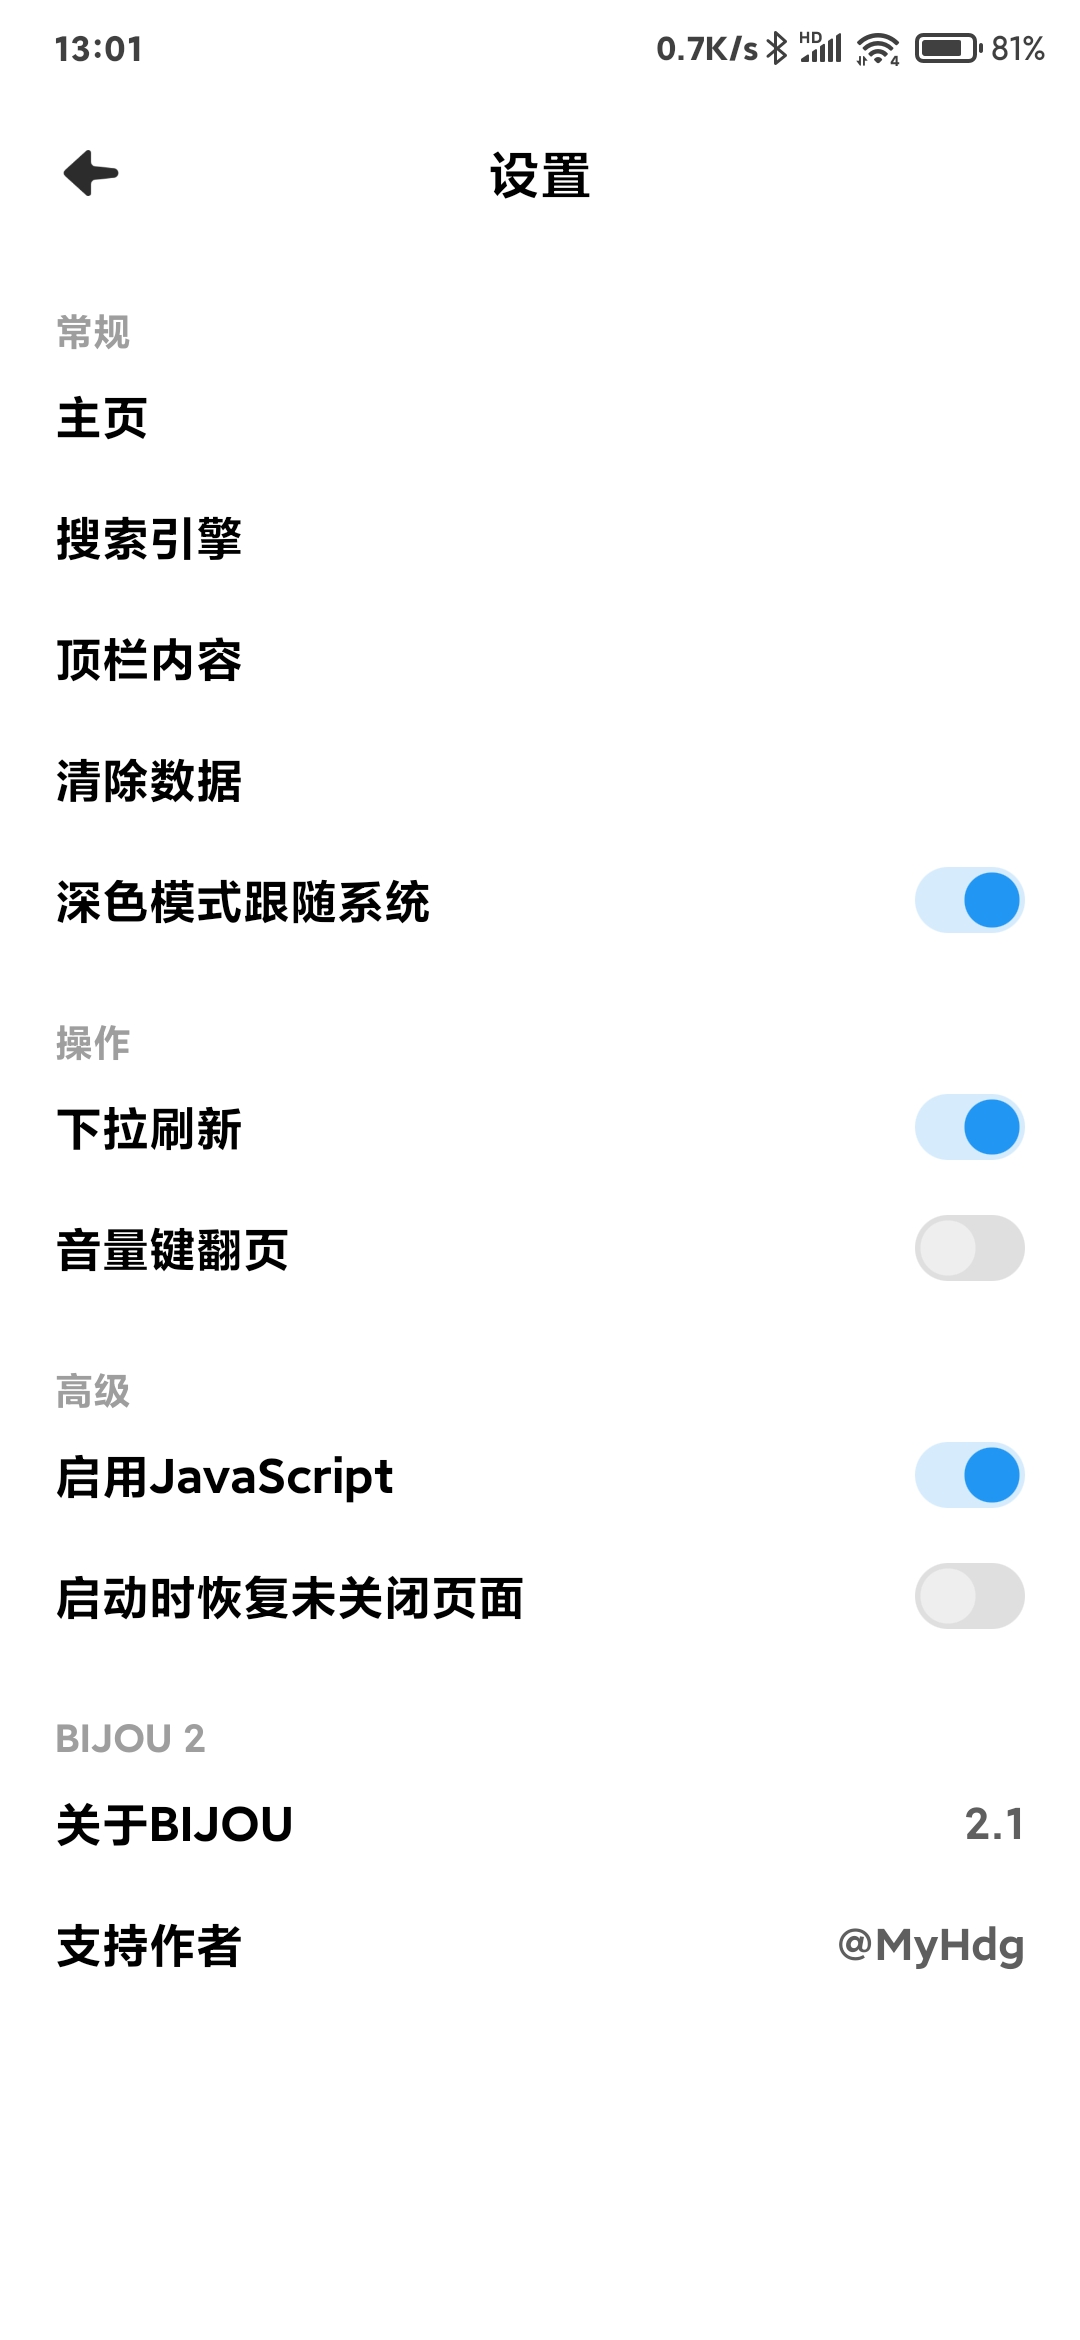 13:01
0.7K/s HD 4 81%
设置
常规
主页
搜索引擎
顶栏内容
清除数据
深色模式跟随系统
操作
下拉刷新
音量键翻页
高级
启用JavaScript
启动时恢复未关闭页面
BIJOU 2
关于BIJOU 2.1
支持作者 @MyHdg